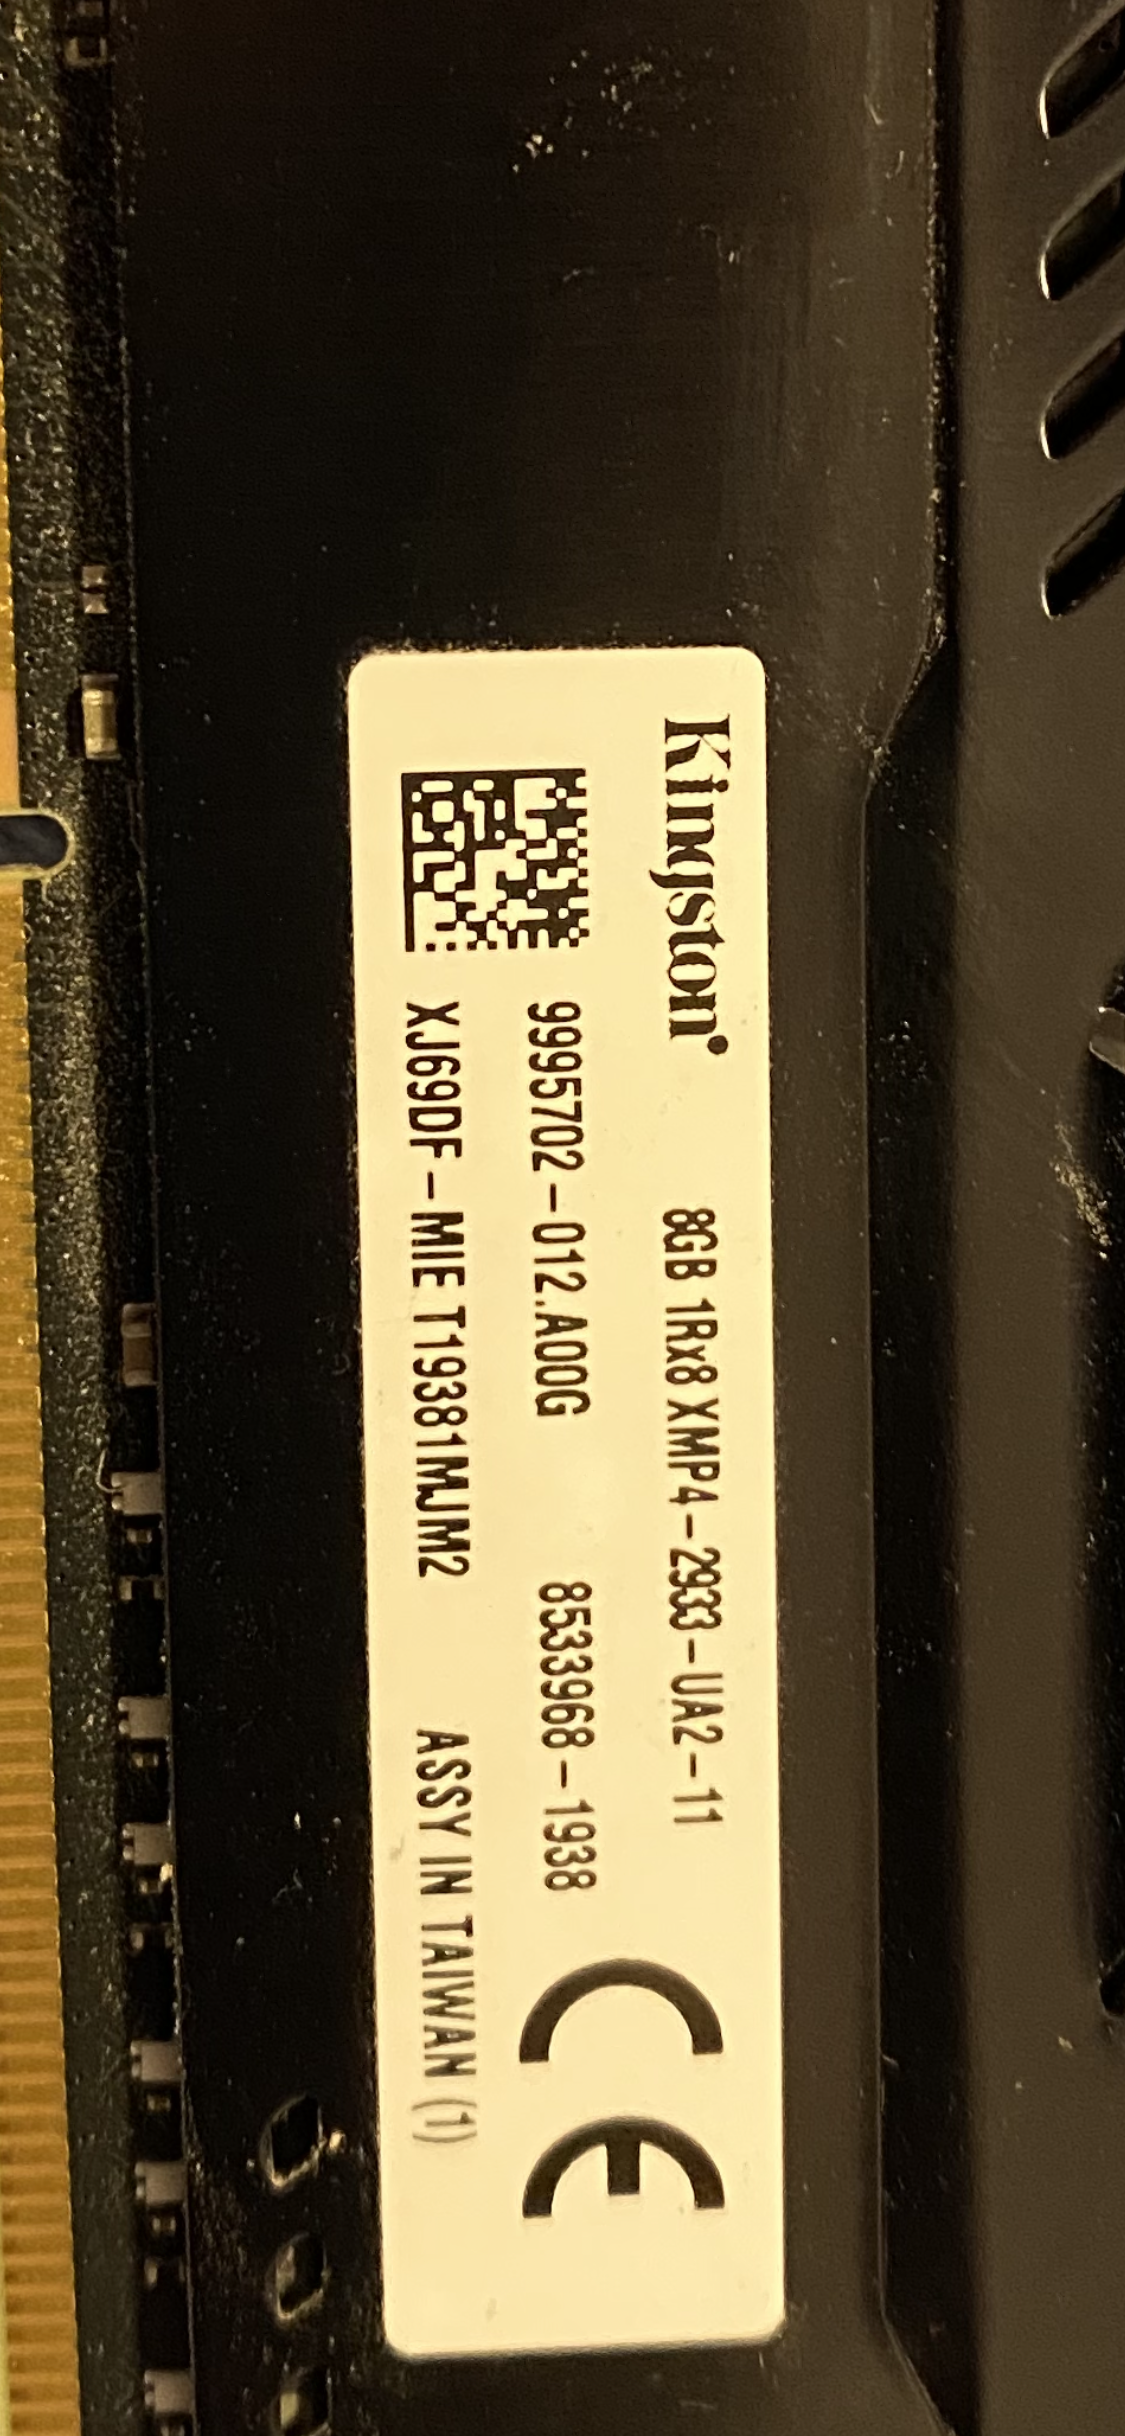 Kingston 8GB 1Rx8 XMP4-2933-UA2-11
9995702-012.A00G 8533968-1938
XJ69DF-MIE T19381MJM2 ASSY IN TAIWAN (1)
CE